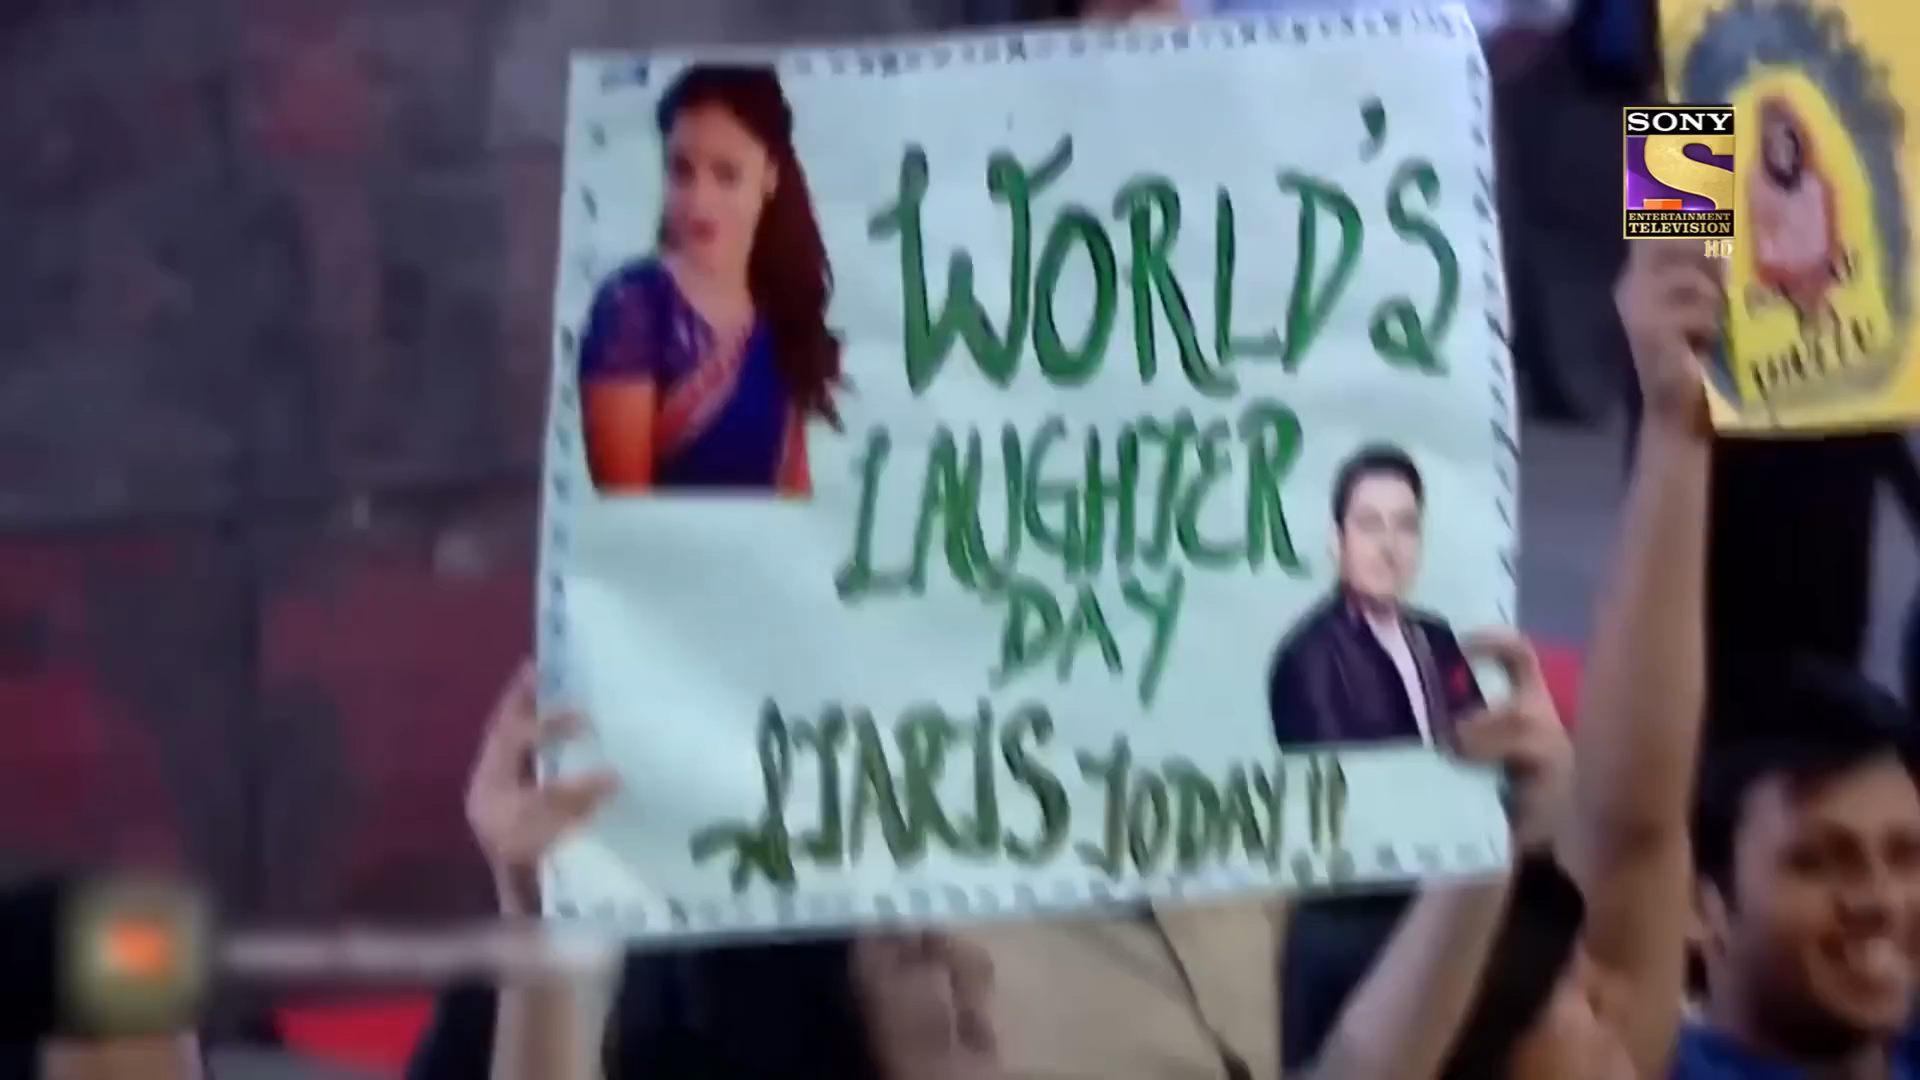 WORLD'S
LAUGHTER
DAY
STARTS TODAY!!
SONY
ENTERTAINMENT
TELEVISION
HD